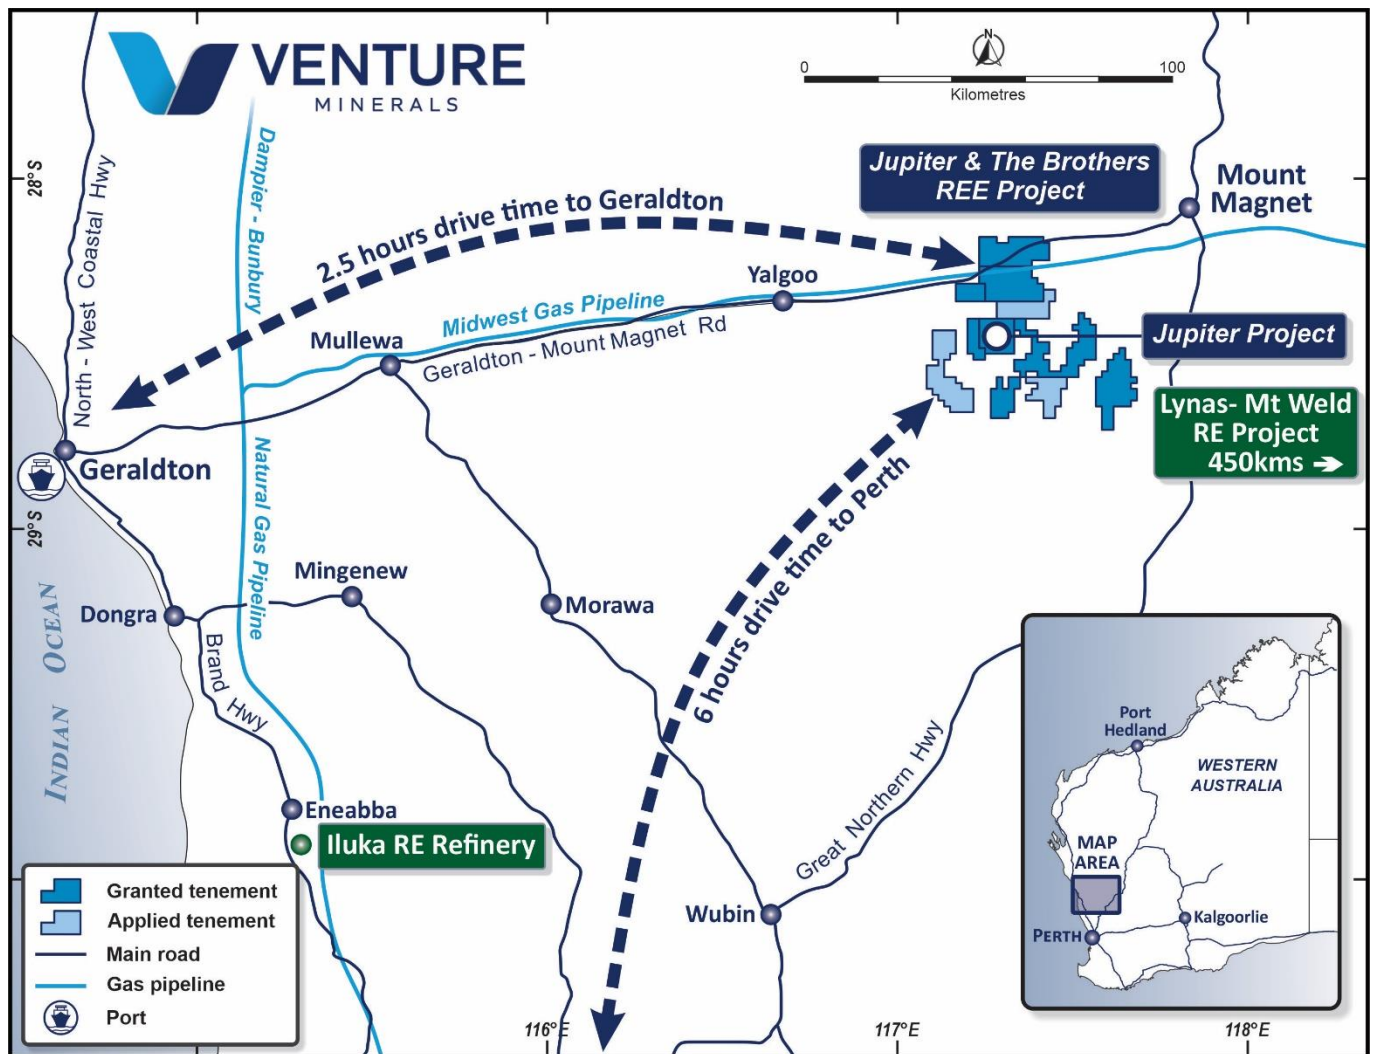 VENTURE
MINERALS
0
100
Kilometres
28°S
North - West Coastal Hwy
Dampier - Bunbury
2.5 hours drive time to Geraldton
Jupiter & The Brothers
REE Project
Mount
Magnet
Yalgoo
Midwest Gas Pipeline
Mullewa
Geraldton - Mount Magnet Rd
Jupiter Project
Lynas- Mt Weld
RE Project
450kms
Geraldton
Natural Gas Pipeline
6 hours drive time to Perth
29°S
Mingenew
Dongra
Morawa
INDIAN OCEAN
Brand Hwy
Eneabba
Iluka RE Refinery
Great Northern Hwy
Wubin
Port
Hedland
WESTERN
AUSTRALIA
MAP
AREA
Kalgoorlie
PERTH
Granted tenement
Applied tenement
Main road
Gas pipeline
Port
116°E
117°E
118°E